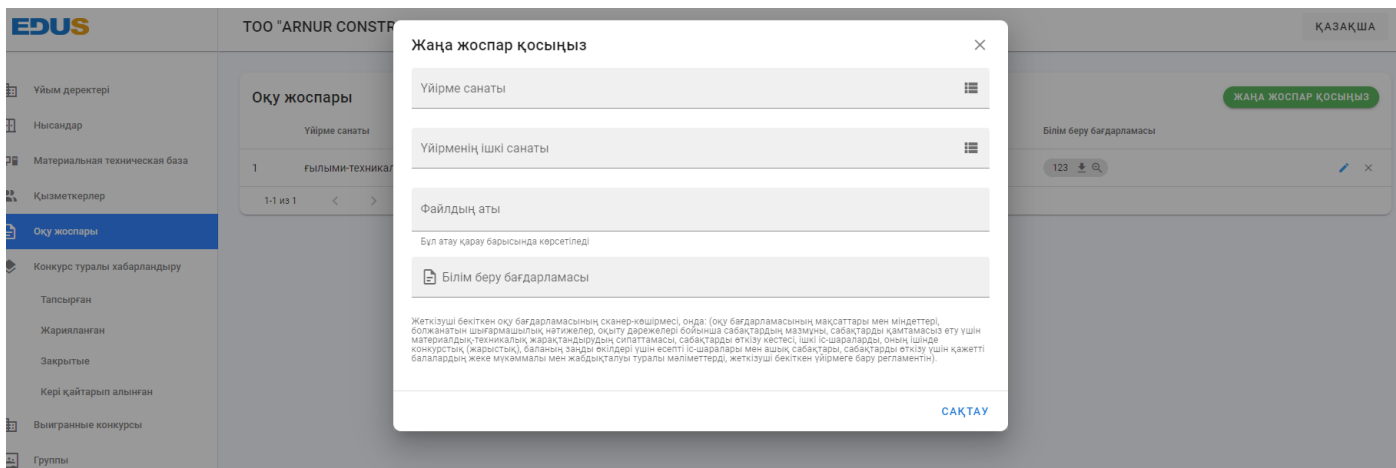 EDUS
ТОО "ARNUR CONSTR
ҚАЗАҚША
Ұйым деректері
Нысандар
Материальная техническая база
Қызметкерлер
Оқу жоспары
Конкурс туралы хабарландыру
Тапсырған
Жарияланған
Закрытые
Кері қайтарып алынған
Выигранные конкурсы
Группы
Оқу жоспары
ЖАҢА ЖОСПАР ҚОСЫҢЫЗ
Үйірме санаты
Білім беру бағдарламасы
1 ғылыми-техникал
123
1-1 из 1
Жаңа жоспар қосыңыз
Үйірме санаты
Үйірменің ішкі санаты
Файлдың аты
Бұл атау қарау барысында көрсетіледі
Білім беру бағдарламасы
Жеткізуші бекіткен оқу бағдарламасының сканер-көшірмесі, онда: (оқу бағдарламасының мақсаттары мен міндеттері,
болжанатын шығармашылық нәтижелер, оқыту дәрежелері бойынша сабақтардың мазмұны, сабақтарды қамтамасыз ету үшін
материалдық-техникалық жарақтандырудың сипаттамасы, сабақтарды өткізу кестесі, ішкі іс-шараларды, оның ішінде
конкурстық (жарыстық), баланың заңды өкілдері үшін есепті іс-шаралары мен ашық сабақтары, сабақтарды өткізу үшін қажетті
балалардың жеке мүкәммалы мен жабдықталуы туралы мәліметтерді, жеткізуші бекіткен үйірмеге бару регламентін).
САҚТАУ